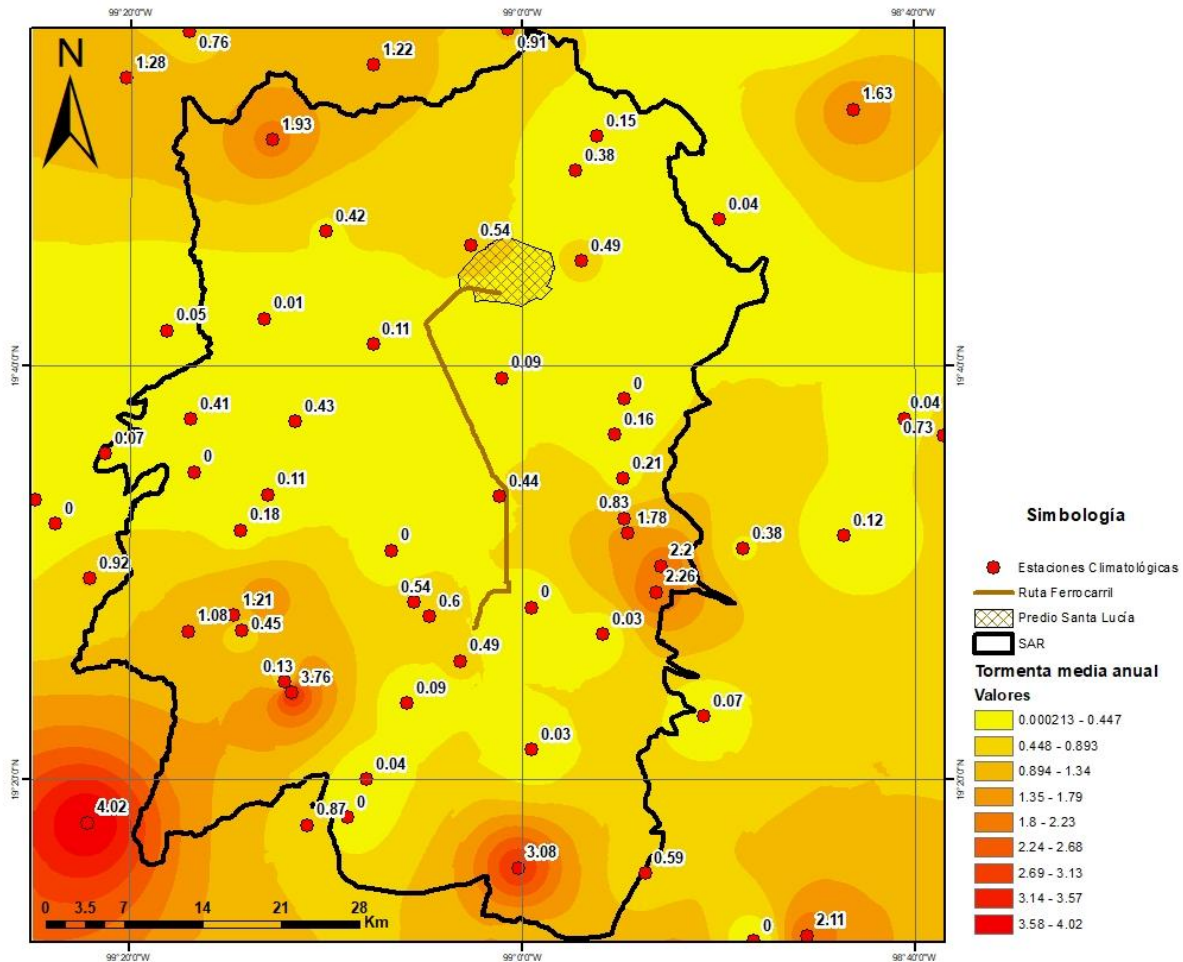 99°20'0"W
99°0'0"W
98°40'0"W
N
0.76
1.28
1.22
0.91
1.63
1.93
0.15
0.38
0.04
0.42
0.54
0.49
0.05
0.01
0.11
19°40'0"N
19°40'0"N
0.09
0
0.41
0.43
0.16
0.04
0.73
0.07
0
0.21
0.11
0.44
0
0.18
0.83
1.78
0.12
0.38
0
0.92
2.2
2.26
0.54
0.6
0
1.21
1.08
0.45
0.03
0.49
0.13
3.76
0.09
0.07
0.03
19°20'0"N
19°20'0"N
0.04
4.02
0.87
0
3.08
0.59
0
2.11
0 3.5 7 14 21 28
Km
99°20'0"W
99°0'0"W
98°40'0"W
Simbología
Estaciones Climatológicas
Ruta Ferrocarril
Predio Santa Lucía
SAR
Tormenta media anual
Valores
0.000213 - 0.447
0.448 - 0.893
0.894 - 1.34
1.35 - 1.79
1.8 - 2.23
2.24 - 2.68
2.69 - 3.13
3.14 - 3.57
3.58 - 4.02